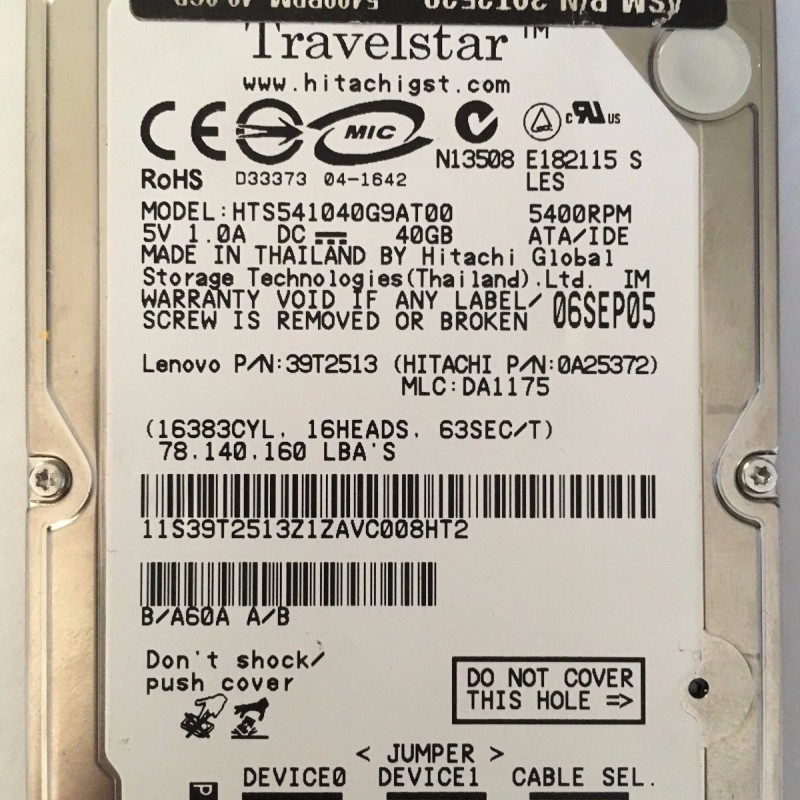 Travelstar™
www.hitachigst.com
CE MIC c RU US
N13508 E182115 S
RoHS D33373 04-1642 LES
MODEL:HTS541040G9AT00 5400RPM
5V 1.0A DC 40GB ATA/IDE
MADE IN THAILAND BY Hitachi Global
Storage Technologies(Thailand).Ltd. IM
WARRANTY VOID IF ANY LABEL/ 06SEP05
SCREW IS REMOVED OR BROKEN
Lenovo P/N:39T2513 (HITACHI P/N:0A25372)
MLC:DA1175
(16383CYL. 16HEADS. 63SEC/T)
78.140.160 LBA'S
11S39T2513Z1ZAVC008HT2
B/A60A A/B
Don't shock/
push cover
DO NOT COVER
THIS HOLE =>
< JUMPER >
DEVICE0 DEVICE1 CABLE SEL.
P